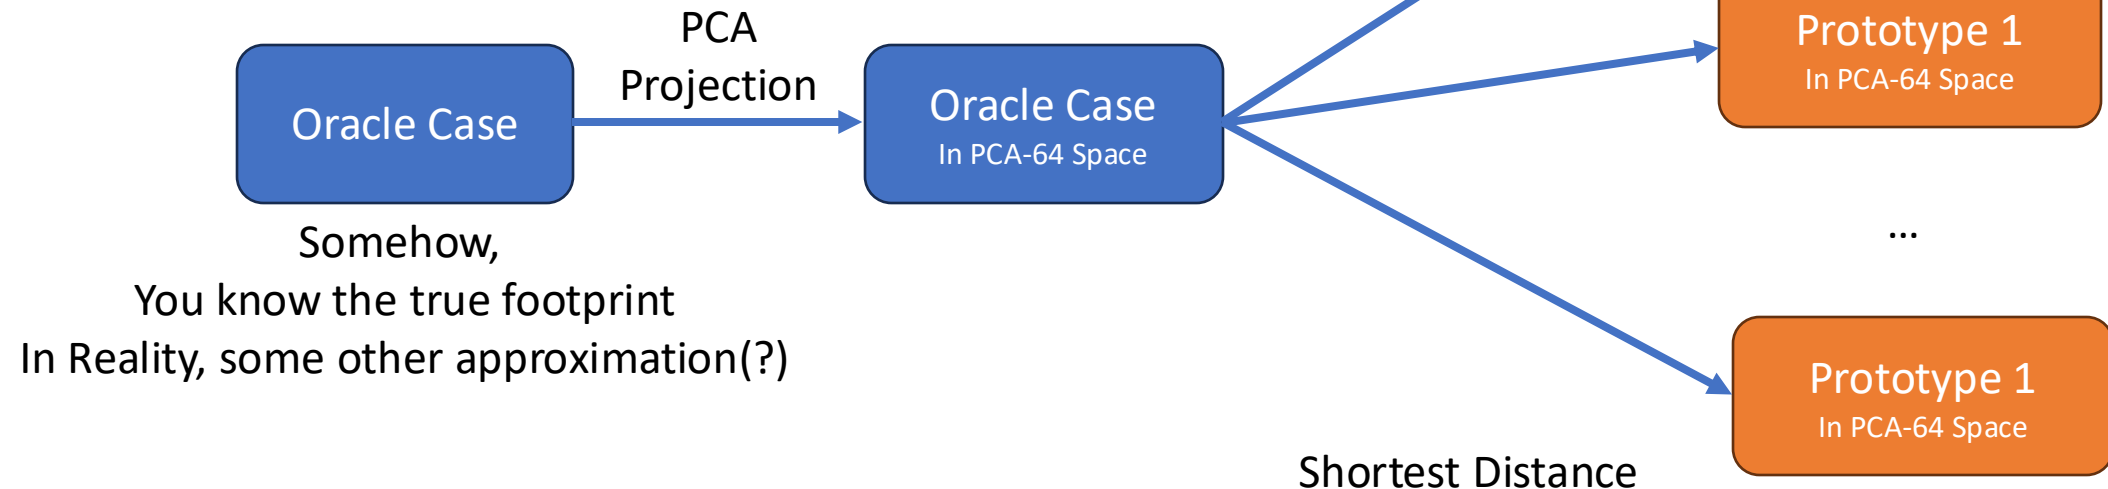 PCA
Projection
Oracle Case
Oracle Case
In PCA-64 Space
Prototype 1
In PCA-64 Space
Somehow,
You know the true footprint
In Reality, some other approximation(?)
...
Prototype 1
In PCA-64 Space
Shortest Distance